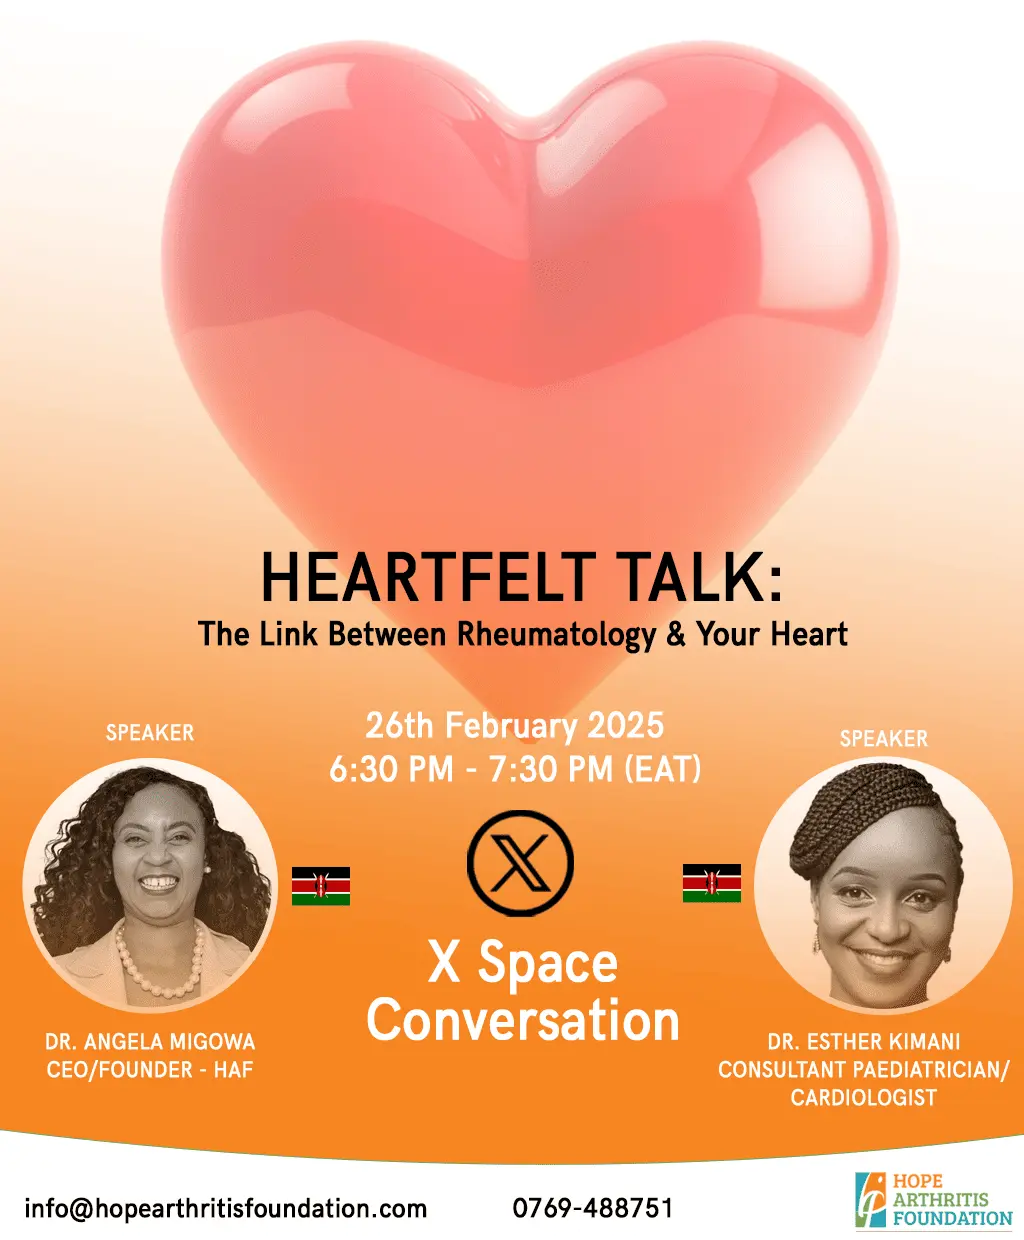 HEARTFELT TALK:
The Link Between Rheumatology & Your Heart
26th February 2025
6:30 PM - 7:30 PM (EAT)
SPEAKER
SPEAKER
X Space
Conversation
DR. ANGELA MIGOWA
CEO/FOUNDER - HAF
DR. ESTHER KIMANI
CONSULTANT PAEDIATRICIAN/
CARDIOLOGIST
info@hopearthritisfoundation.com
0769-488751
HOPE
ARTHRITIS
FOUNDATION